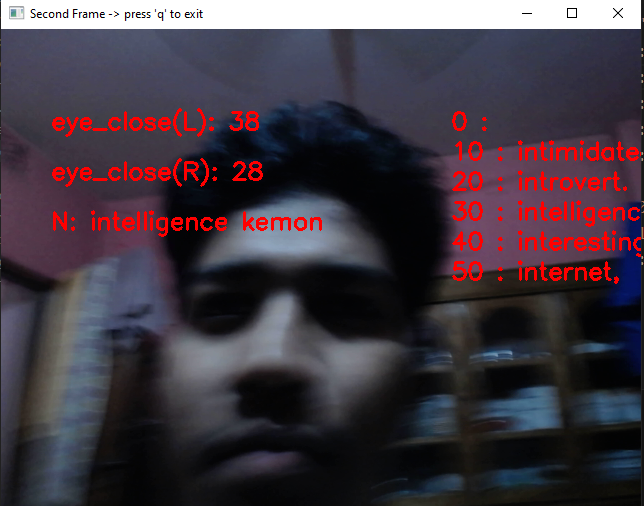 Second Frame -> press 'q' to exit
eye_close(L): 38
eye_close(R): 28
N: intelligence kemon
0 :
10 : intimidate
20 : introvert.
30 : intelligenc
40 : interesting
50 : internet,